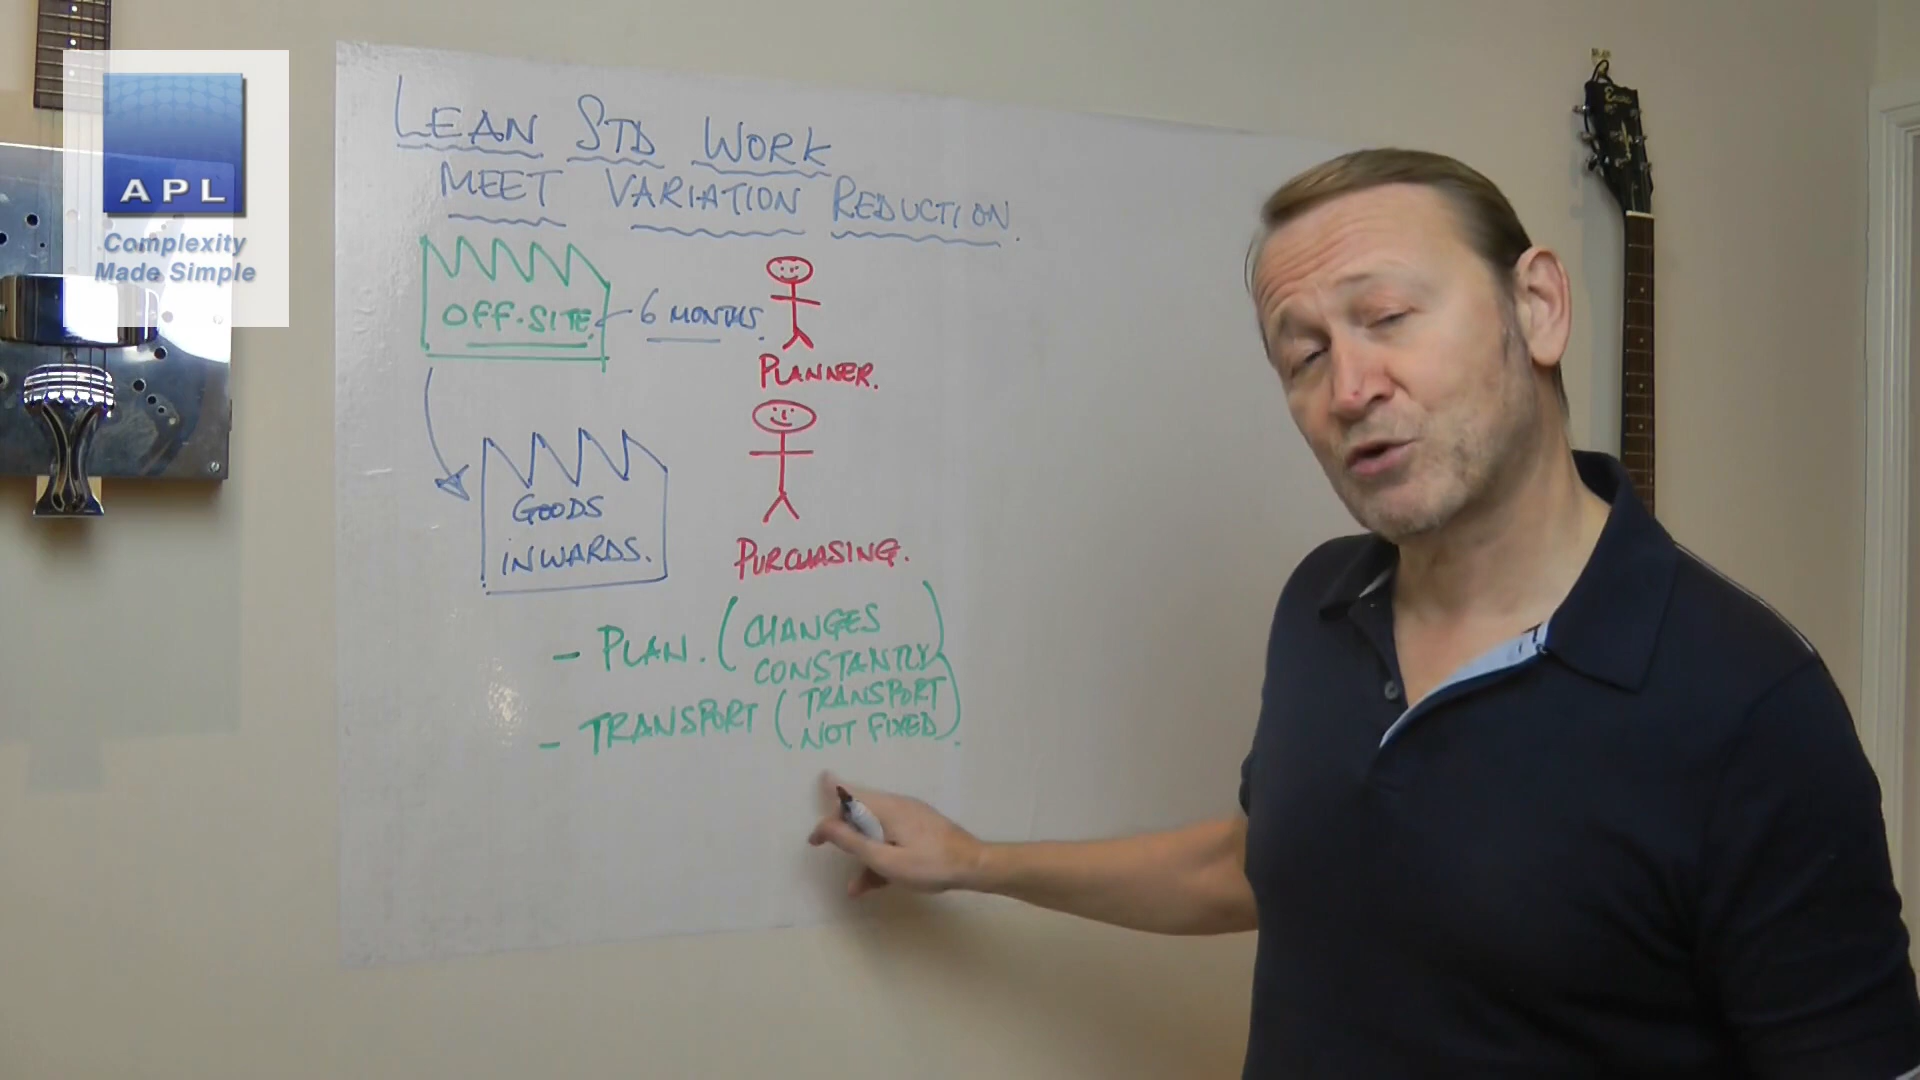 APL
Complexity
Made Simple
LEAN STD WORK
MEET VARIATION REDUCTION.
OFF-SITE. 6 MONTHS.
PLANNER.
GOODS
INWARDS.
PURCHASING.
- PLAN. (CHANGES
CONSTANTLY)
- TRANSPORT (TRANSPORT
NOT FIXED).